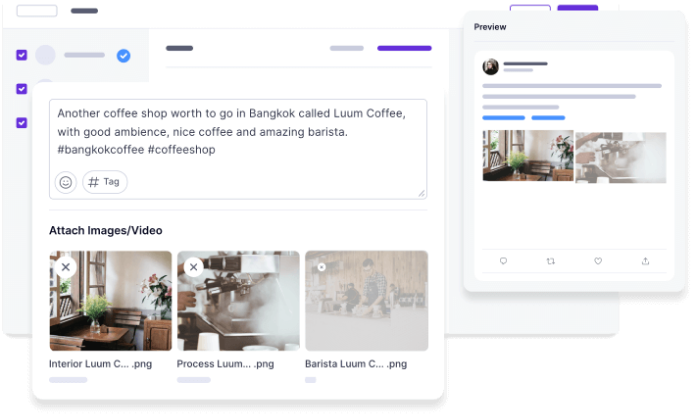 Preview
Another coffee shop worth to go in Bangkok called Luum Coffee,
with good ambience, nice coffee and amazing barista.
#bangkokcoffee #coffeeshop
# Tag
Attach Images/Video
Interior Luum C... .png
Process Luum... .png
Barista Luum C... .png